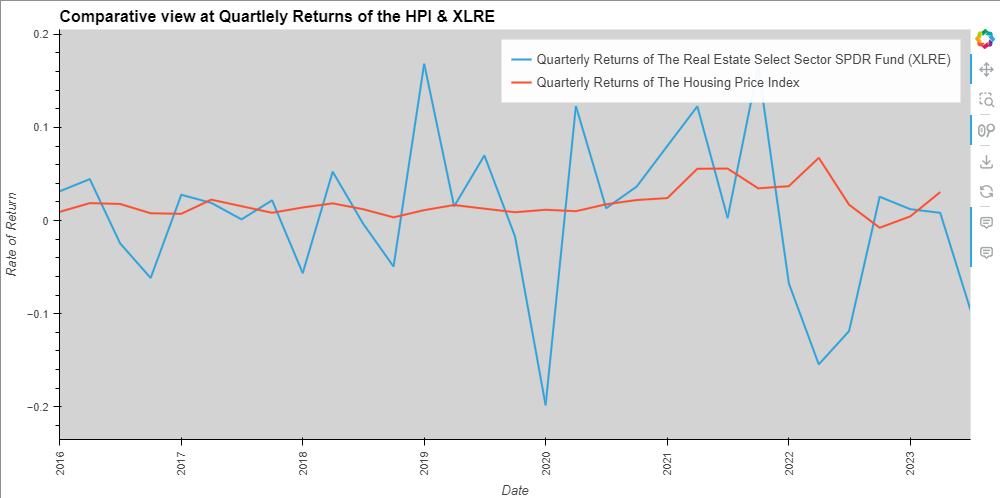 Comparative view at Quartlely Returns of the HPI & XLRE
Quarterly Returns of The Real Estate Select Sector SPDR Fund (XLRE)
Quarterly Returns of The Housing Price Index
0.2
0.1
0
−0.1
−0.2
Rate of Return
2016
2017
2018
2019
2020
2021
2022
2023
Date